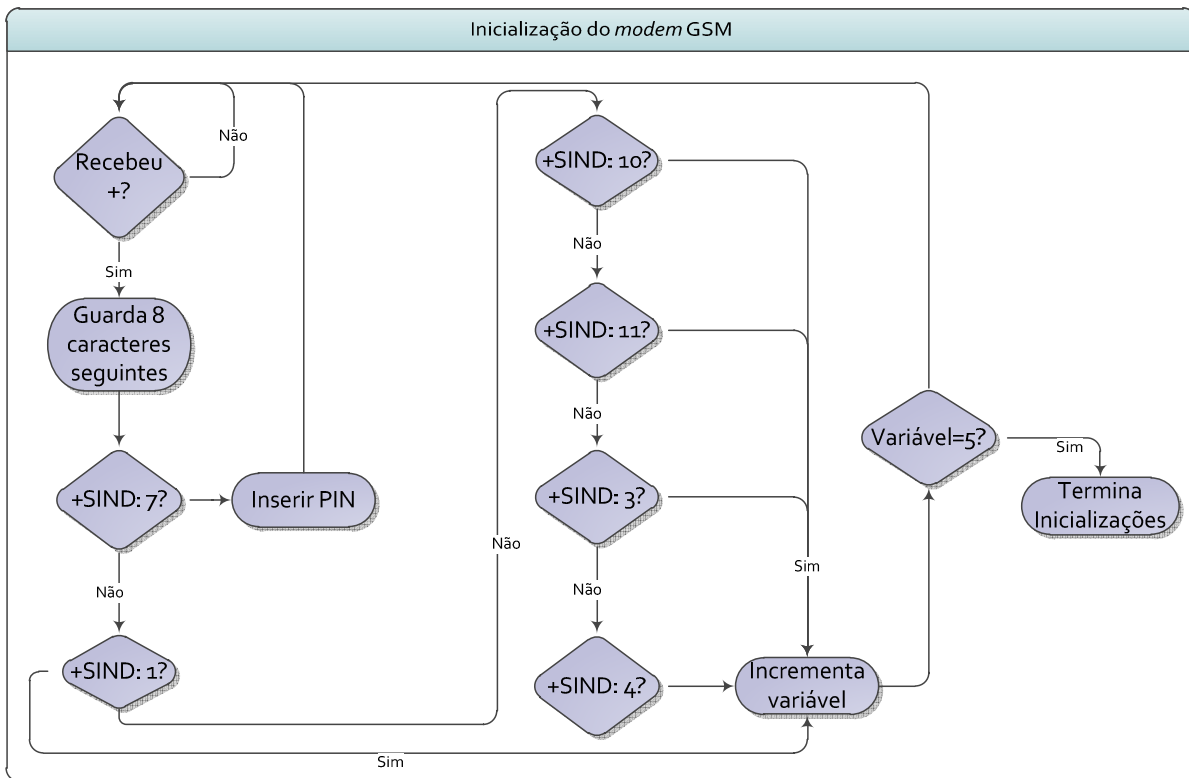 Inicialização do modem GSM
Recebeu
+?
Não
Sim
Guarda 8
caracteres
seguintes
+SIND: 7?
Inserir PIN
Não
+SIND: 1?
Sim
Não
+SIND: 10?
Não
+SIND: 11?
Não
+SIND: 3?
Não
+SIND: 4?
Sim
Incrementa
variável
Variável=5?
Sim
Termina
Inicializações